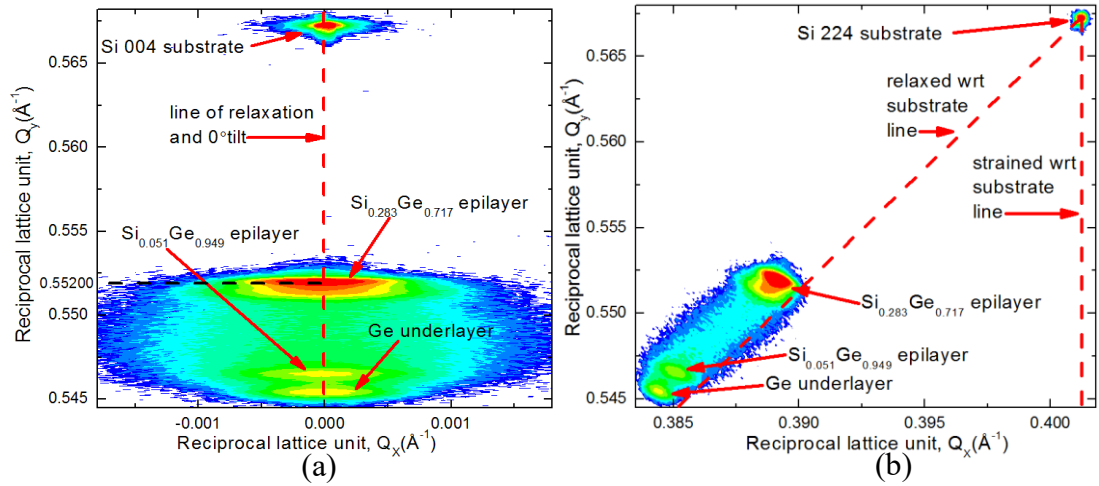 Si 004 substrate
line of relaxation
and 0°tilt
Si0.283Ge0.717 epilayer
Si0.051Ge0.949 epilayer
Ge underlayer
0.565
0.560
0.555
0.55200
0.550
0.545
-0.001
0.000
0.001
Reciprocal lattice unit, Qy(Å-1)
Reciprocal lattice unit, QX(Å-1)
(a)
Si 224 substrate
relaxed wrt
substrate
line
strained wrt
substrate
line
Si0.283Ge0.717 epilayer
Si0.051Ge0.949 epilayer
Ge underlayer
0.565
0.560
0.555
0.550
0.545
0.385
0.390
0.395
0.400
Reciprocal lattice unit, Qy(Å-1)
Reciprocal lattice unit, QX(Å-1)
(b)